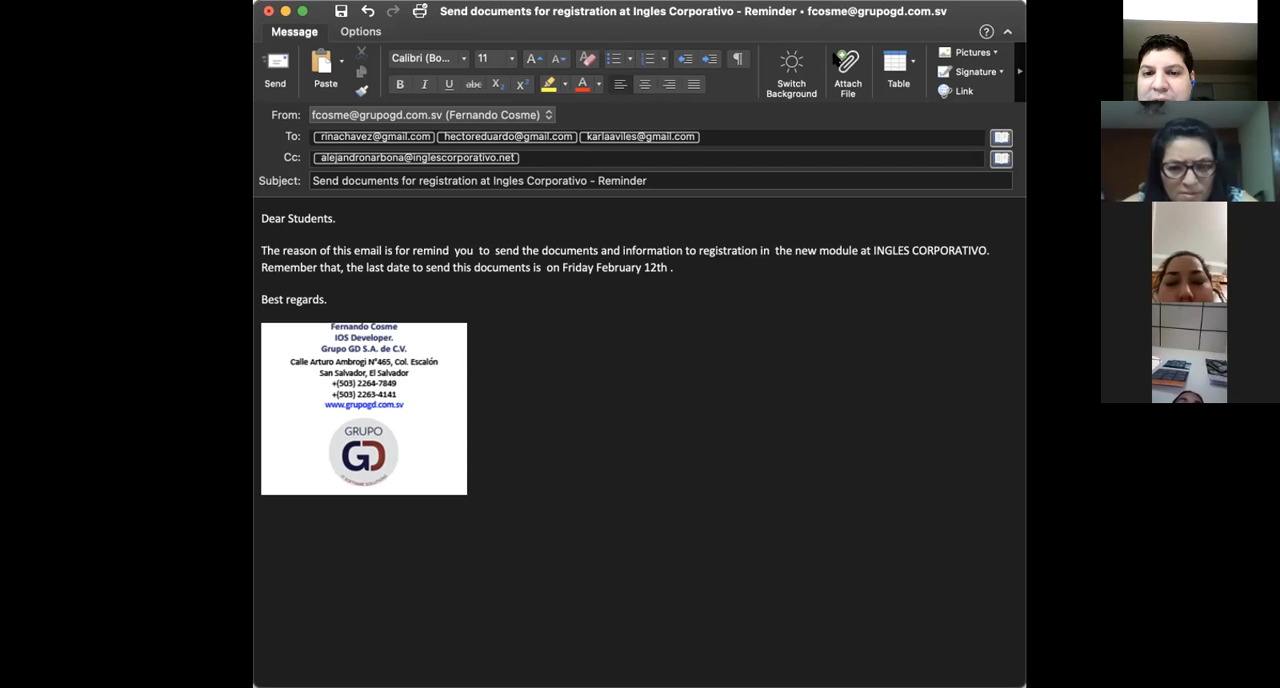 Send documents for registration at Ingles Corporativo - Reminder • fcosme@grupogd.com.sv
Message Options
Send
Paste
Calibri (Bo... 11
A A
B I U abc X₂ X² A
Switch Background
Attach File
Table
Pictures
Signature
Link
From: fcosme@grupogd.com.sv (Fernando Cosme)
To: rinachavez@gmail.com hectoreduardo@gmail.com karlaaviles@gmail.com
Cc: alejandronarbona@inglescorporativo.net
Subject: Send documents for registration at Ingles Corporativo - Reminder
Dear Students.
The reason of this email is for remind you to send the documents and information to registration in the new module at INGLES CORPORATIVO.
Remember that, the last date to send this documents is on Friday February 12th .
Best regards.
Fernando Cosme
IOS Developer.
Grupo GD S.A. de C.V.
Calle Arturo Ambrogi N°465, Col. Escalón
San Salvador, El Salvador
+(503) 2264-7849
+(503) 2263-4141
www.grupogd.com.sv
GRUPO
GD
IT SOFTWARE SOLUTIONS